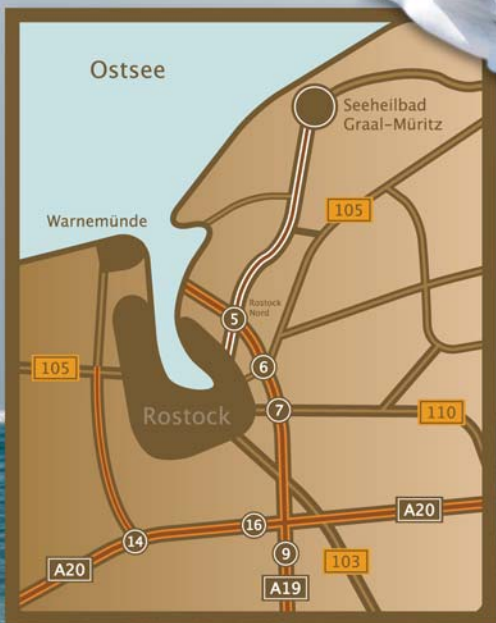 Ostsee
Seeheilbad
Graal-Müritz
105
Warnemünde
Rostock
Nord
5
105
6
Rostock
7
110
A20
16
14
A20
9
103
A19